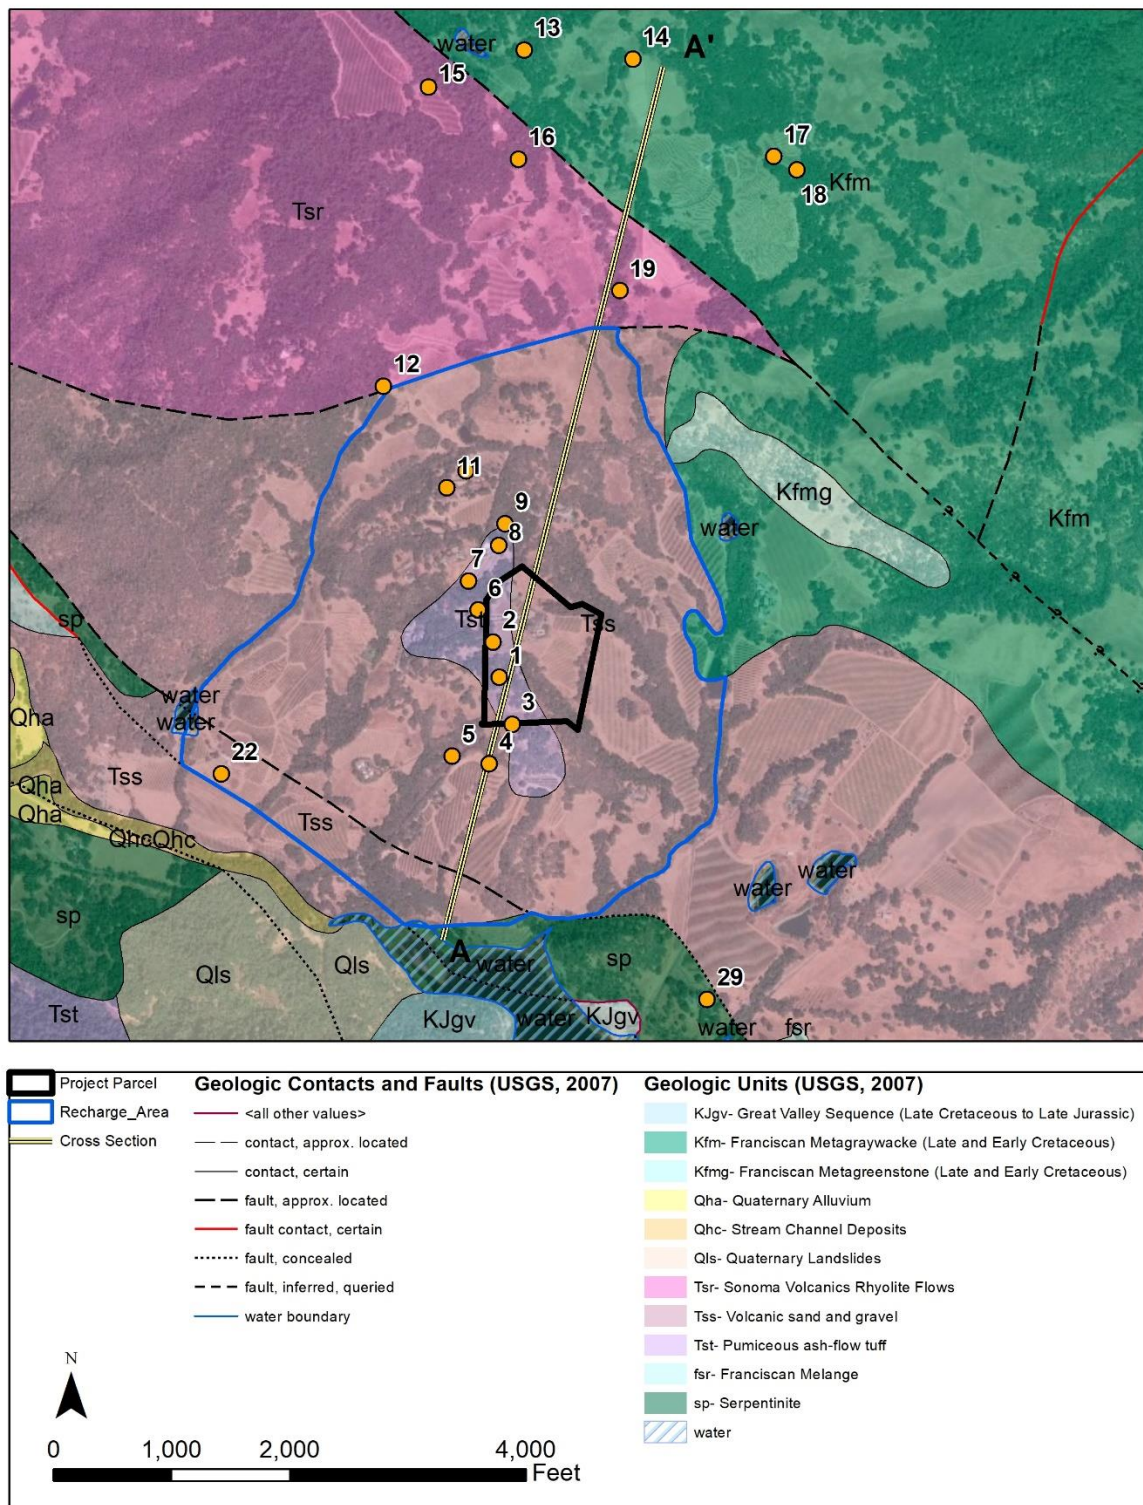 13
water
14
A'
15
16
17
18
Kfm
Tsr
19
12
11
Kfmg
9
water
8
Kfm
7
6
?
sp
Tst
2
Tss
?
1
?
water
3
water
Qha
5
4
22
Tss
Qha
Tss
Qha
QhcQhc
water
water
sp
A
Qls
Qls
water
sp
29
Tst
KJgv
water
KJgv
water
fsr
Project Parcel
Recharge_Area
Cross Section
Geologic Contacts and Faults (USGS, 2007)
<all other values>
contact, approx. located
contact, certain
fault, approx. located
fault contact, certain
fault, concealed
fault, inferred, queried
water boundary
Geologic Units (USGS, 2007)
KJgv- Great Valley Sequence (Late Cretaceous to Late Jurassic)
Kfm- Franciscan Metagraywacke (Late and Early Cretaceous)
Kfmg- Franciscan Metagreenstone (Late and Early Cretaceous)
Qha- Quaternary Alluvium
Qhc- Stream Channel Deposits
Qls- Quaternary Landslides
Tsr- Sonoma Volcanics Rhyolite Flows
Tss- Volcanic sand and gravel
Tst- Pumiceous ash-flow tuff
fsr- Franciscan Melange
sp- Serpentinite
water
N
0 1,000 2,000 4,000
Feet